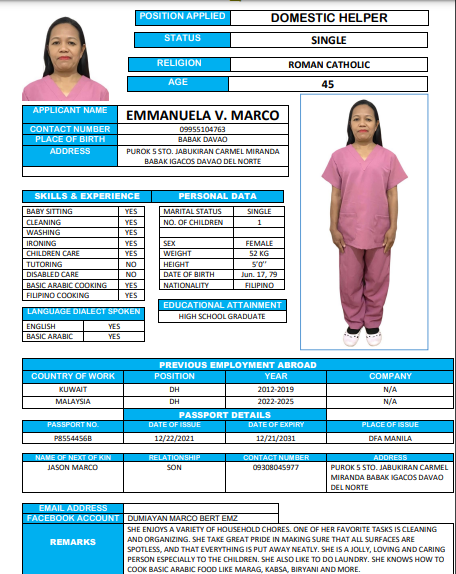 POSITION APPLIED DOMESTIC HELPER
STATUS SINGLE
RELIGION ROMAN CATHOLIC
AGE 45
APPLICANT NAME EMMANUELA V. MARCO
CONTACT NUMBER 09955104763
PLACE OF BIRTH BABAK DAVAO
ADDRESS PUROK 5 STO. JABUKIRAN CARMEL MIRANDA
BABAK IGACOS DAVAO DEL NORTE
SKILLS & EXPERIENCE
BABY SITTING YES
CLEANING YES
WASHING YES
IRONING YES
CHILDREN CARE YES
TUTORING NO
DISABLED CARE NO
BASIC ARABIC COOKING YES
FILIPINO COOKING YES
LANGUAGE DIALECT SPOKEN
ENGLISH YES
BASIC ARABIC YES
PERSONAL DATA
MARITAL STATUS SINGLE
NO. OF CHILDREN 1
SEX FEMALE
WEIGHT 52 KG
HEIGHT 5'0"
DATE OF BIRTH Jun. 17, 79
NATIONALITY FILIPINO
EDUCATIONAL ATTAINMENT
HIGH SCHOOL GRADUATE
PREVIOUS EMPLOYMENT ABROAD
COUNTRY OF WORK POSITION YEAR COMPANY
KUWAIT DH 2012-2019 N/A
MALAYSIA DH 2022-2025 N/A
PASSPORT DETAILS
PASSPORT NO. DATE OF ISSUE DATE OF EXPIRY PLACE OF ISSUE
P8554456B 12/22/2021 12/21/2031 DFA MANILA
NAME OF NEXT OF KIN RELATIONSHIP CONTACT NUMBER ADDRESS
JASON MARCO SON 09308045977 PUROK 5 STO. JABUKIRAN CARMEL
MIRANDA BABAK IGACOS DAVAO
DEL NORTE
EMAIL ADDRESS
FACEBOOK ACCOUNT DUMIAYAN MARCO BERT EMZ
REMARKS
SHE ENJOYS A VARIETY OF HOUSEHOLD CHORES. ONE OF HER FAVORITE TASKS IS CLEANING
AND ORGANIZING. SHE TAKE GREAT PRIDE IN MAKING SURE THAT ALL SURFACES ARE
SPOTLESS, AND THAT EVERYTHING IS PUT AWAY NEATLY. SHE IS A JOLLY, LOVING AND CARING
PERSON ESPECIALLY TO THE CHILDREN. SHE ALSO LIKE TO DO LAUNDRY. SHE KNOWS HOW TO
COOK BASIC ARABIC FOOD LIKE MARAG, KABSA, BIRYANI AND MORE.